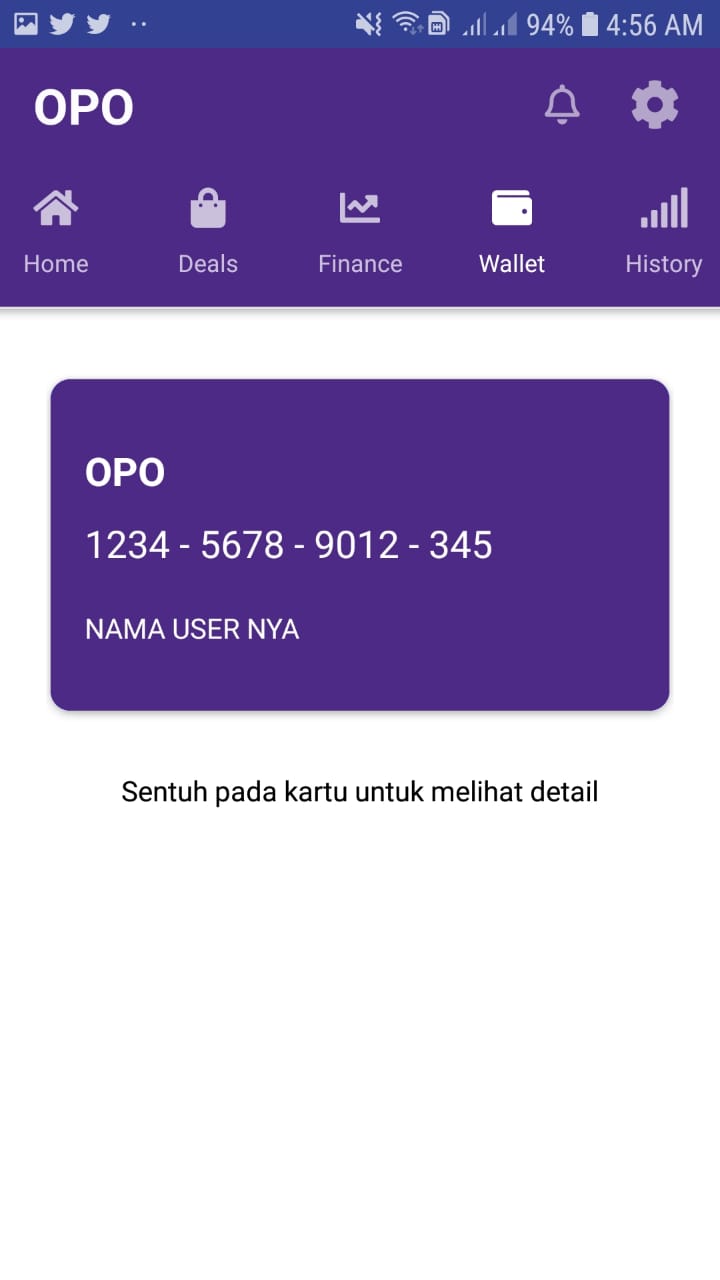 94% 4:56 AM
OPO
Home Deals Finance Wallet History
OPO
1234 - 5678 - 9012 - 345
NAMA USER NYA
Sentuh pada kartu untuk melihat detail